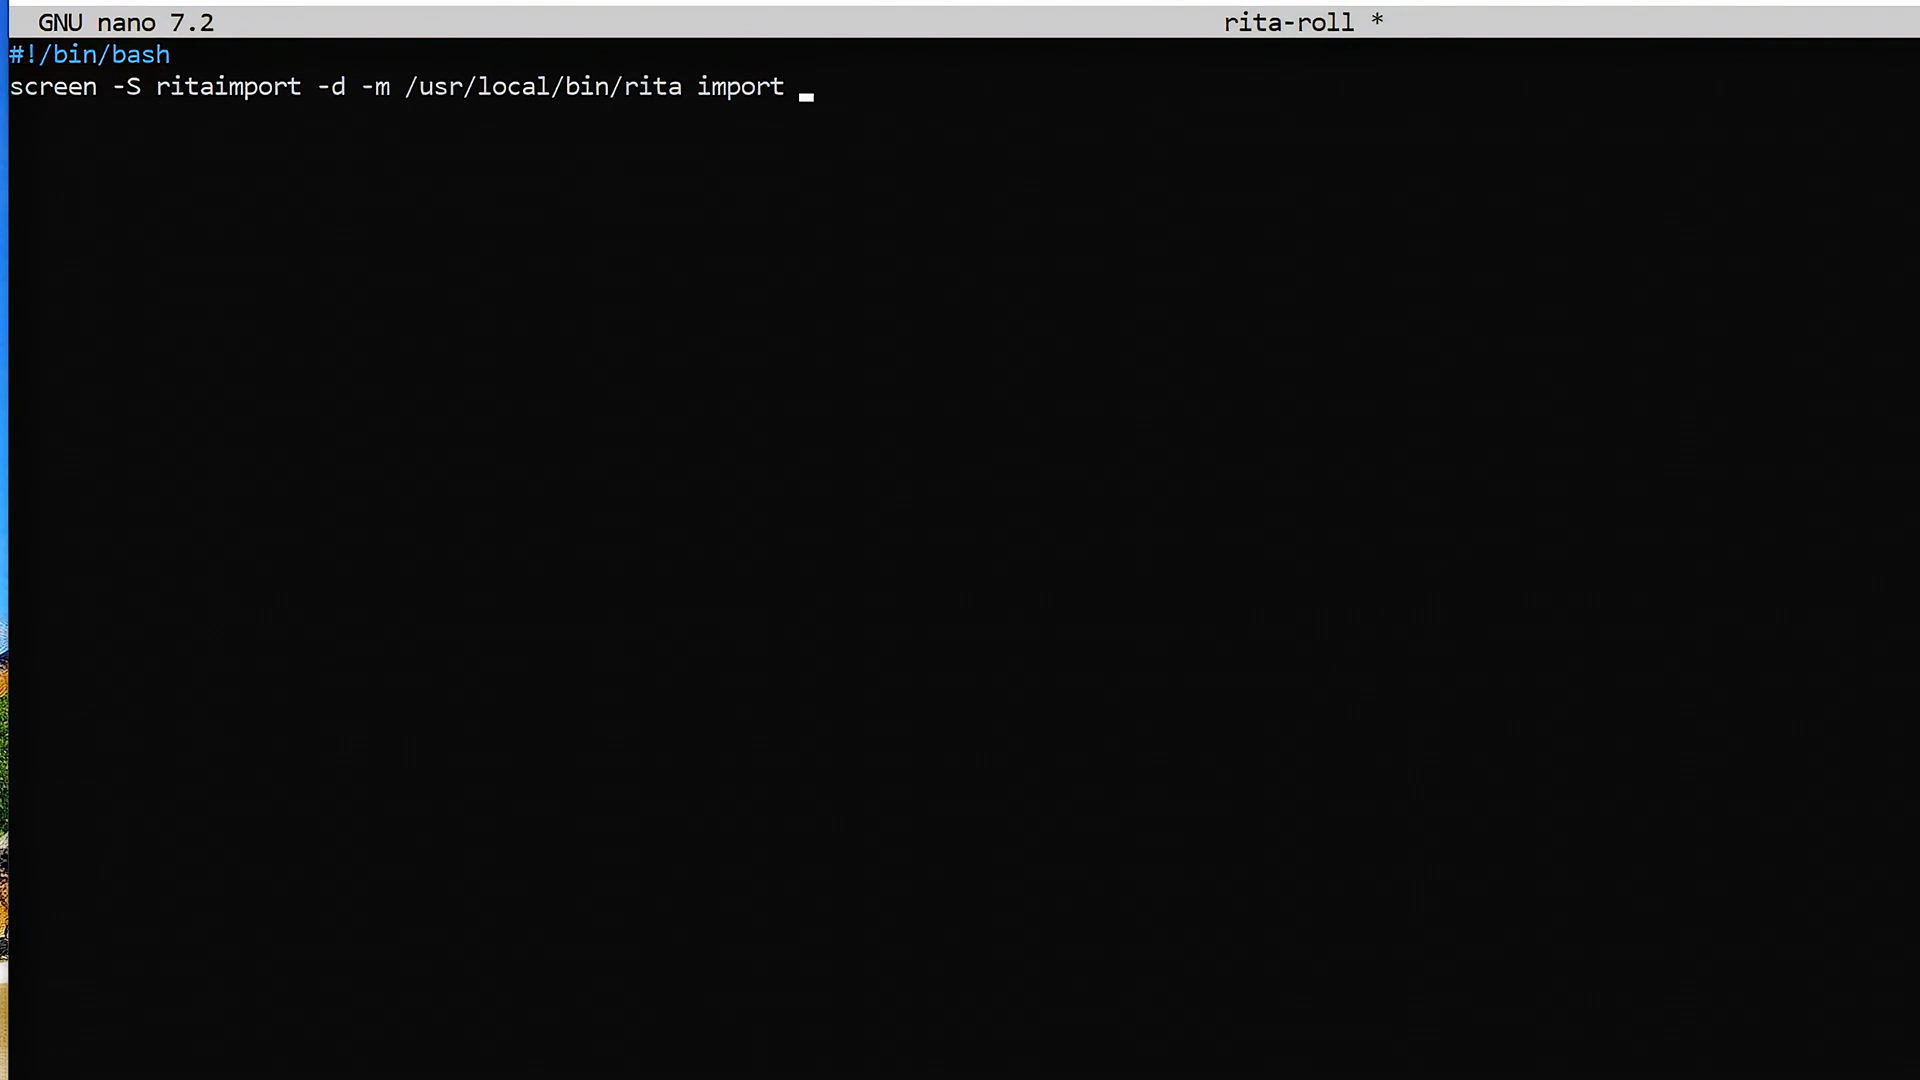 GNU nano 7.2 rita-roll *
#!/bin/bash
screen -S ritaimport -d -m /usr/local/bin/rita import